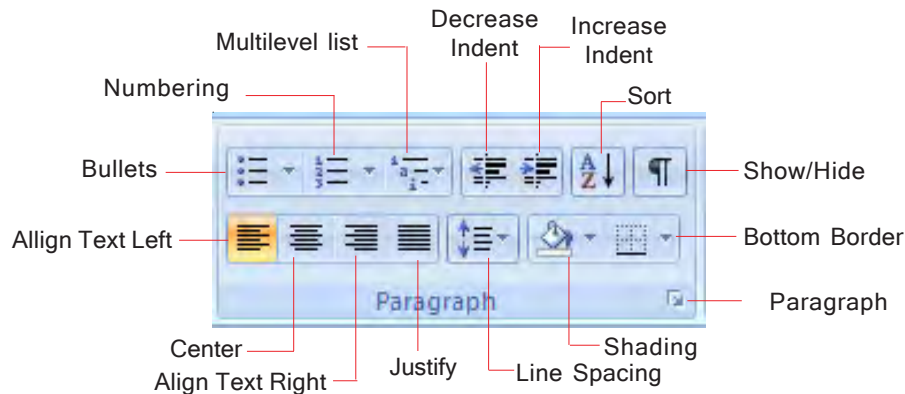 Decrease
Indent
Increase
Indent
Multilevel list
Numbering
Sort
Bullets
Show/Hide
Allign Text Left
Bottom Border
Paragraph
Paragraph
Center
Align Text Right
Justify
Line Spacing
Shading